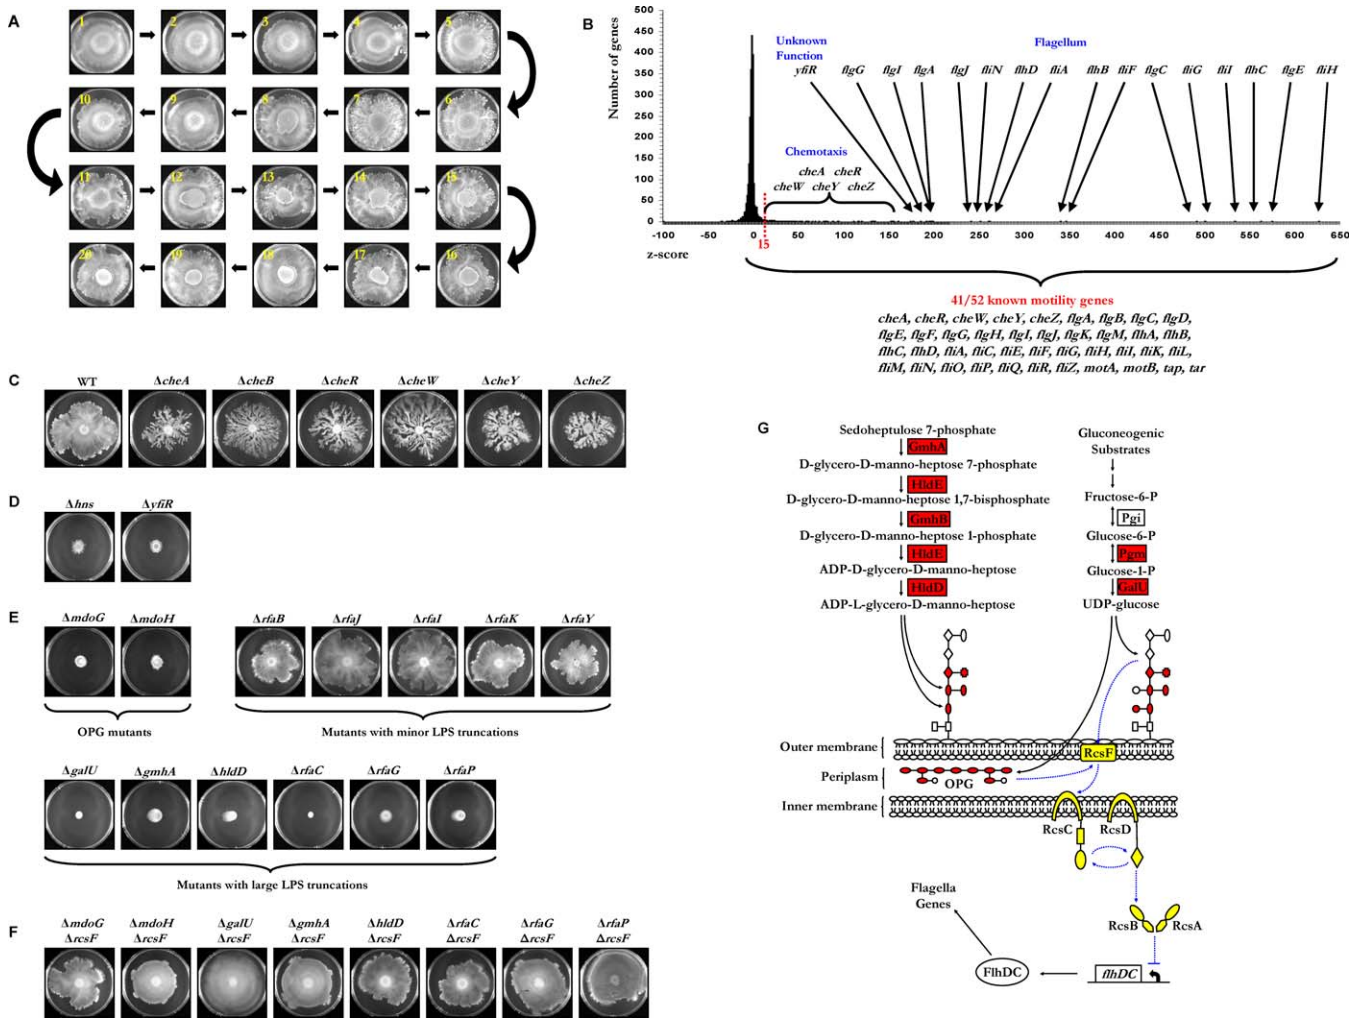 A
1 2 3 4 5
10 9 8 7 6
11 12 13 14 15
20 19 18 17 16
B
Number of genes
500
450
400
350
300
250
200
150
100
50
0
-100 -50 0 50 100 150 200 250 300 350 400 450 500 550 600 650
15
z-score
Unknown
Function
Flagellum
yfiR flgG flgI flgA flgJ fliN flhD fliA flhB fliF flgC fliG fliI flhC flgE fliH
Chemotaxis
cheA cheR
cheW cheY cheZ
41/52 known motility genes
cheA, cheR, cheW, cheY, cheZ, flgA, flgB, flgC, flgD,
flgE, flgF, flgG, flgH, flgI, flgJ, flgK, flgM, flhA, flhB,
flhC, flhD, fliA, fliC, fliE, fliF, fliG, fliH, fliI, fliK, fliL,
fliM, fliN, fliO, fliP, fliQ, fliR, fliZ, motA, motB, tap, tar
C
WT ΔcheA ΔcheB ΔcheR ΔcheW ΔcheY ΔcheZ
D
Δhns ΔyfiR
E
ΔmdoG ΔmdoH
OPG mutants
ΔrfaB ΔrfaJ ΔrfaI ΔrfaK ΔrfaY
Mutants with minor LPS truncations
ΔgalU ΔgmhA ΔhldD ΔrfaC ΔrfaG ΔrfaP
Mutants with large LPS truncations
F
ΔmdoG ΔmdoH ΔgalU ΔgmhA ΔhldD ΔrfaC ΔrfaG ΔrfaP
ΔrcsF ΔrcsF ΔrcsF ΔrcsF ΔrcsF ΔrcsF ΔrcsF ΔrcsF
G
Sedoheptulose 7-phosphate
GmhA
D-glycero-D-manno-heptose 7-phosphate
HldE
D-glycero-D-manno-heptose 1,7-bisphosphate
GmhB
D-glycero-D-manno-heptose 1-phosphate
HldE
ADP-D-glycero-D-manno-heptose
HldD
ADP-L-glycero-D-manno-heptose
Gluconeogenic
Substrates
Fructose-6-P
Pgi
Glucose-6-P
Pgm
Glucose-1-P
GalU
UDP-glucose
Outer membrane
RcsF
Periplasm
OPG
Inner membrane
RcsC RcsD
RcsB RcsA
Flagella
Genes
FlhDC
flhDC